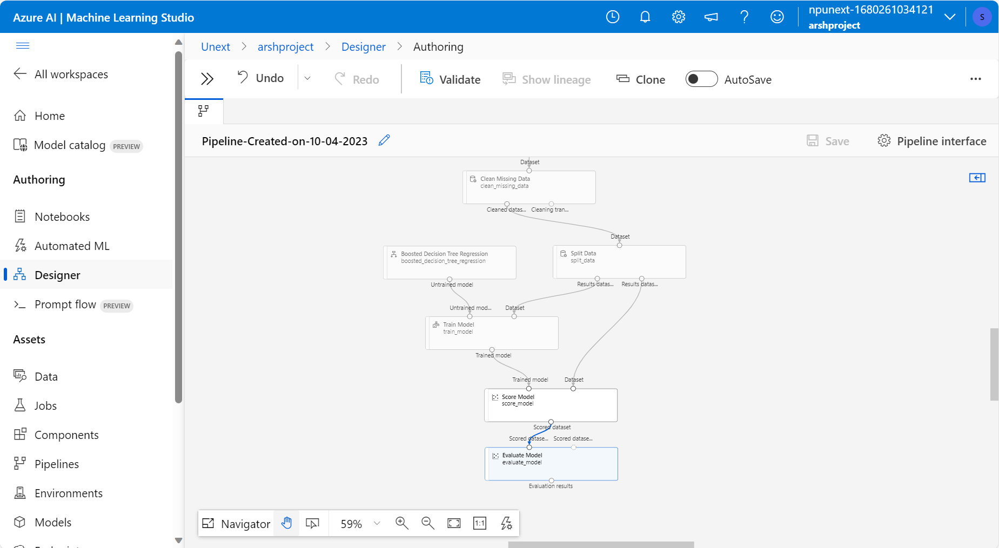 Azure AI | Machine Learning Studio
npunext-1680261034121
arshproject
S
All workspaces
Home
Model catalog PREVIEW
Authoring
Notebooks
Automated ML
Designer
Prompt flow PREVIEW
Assets
Data
Jobs
Components
Pipelines
Environments
Models
Unext > arshproject > Designer > Authoring
Undo
Redo
Validate
Show lineage
Clone
AutoSave
Pipeline-Created-on-10-04-2023
Save
Pipeline interface
Dataset
Clean Missing Data
clean_missing_data
Cleaned datas... Cleaning tran...
Dataset
Boosted Decision Tree Regression
boosted_decision_tree_regression
Untrained model
Split Data
split_data
Results datas... Results datas...
Untrained mod... Dataset
Train Model
train_model
Trained model
Trained model Dataset
Score Model
score_model
Scored dataset
Scored datase... Scored datase...
Evaluate Model
evaluate_model
Evaluation results
Navigator
59%
1:1